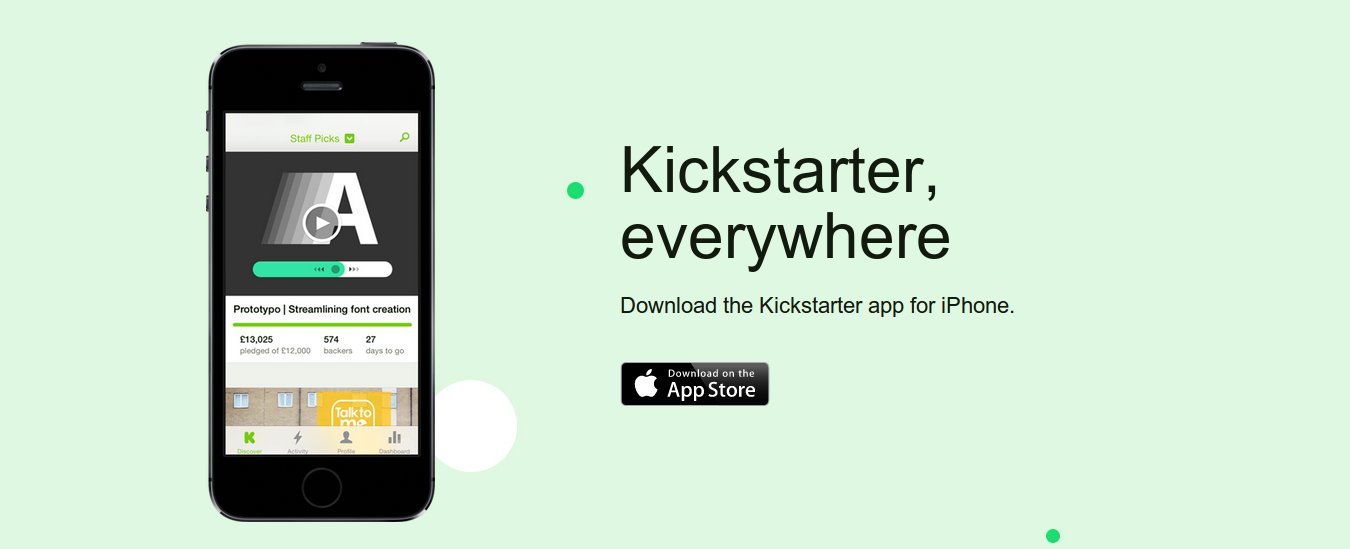 Staff Picks
A
Prototypo | Streamlining font creation
£13,025 574 27
pledged of £12,000 backers days to go
Talk to
me
Discover Activity Profile Dashboard
Kickstarter,
everywhere
Download the Kickstarter app for iPhone.
Download on the
App Store